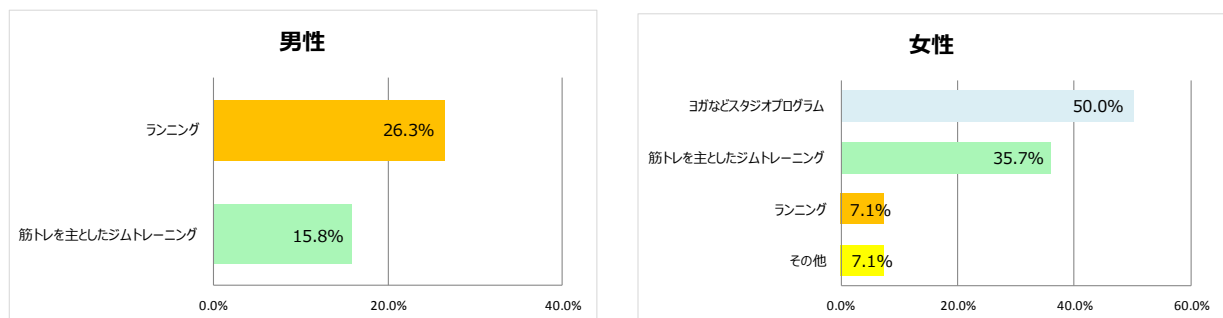 男性
ランニング
26.3%
筋トレを主としたジムトレーニング
15.8%
0.0%
20.0%
40.0%
女性
ヨガなどスタジオプログラム
50.0%
筋トレを主としたジムトレーニング
35.7%
ランニング
7.1%
その他
7.1%
0.0%
20.0%
40.0%
60.0%